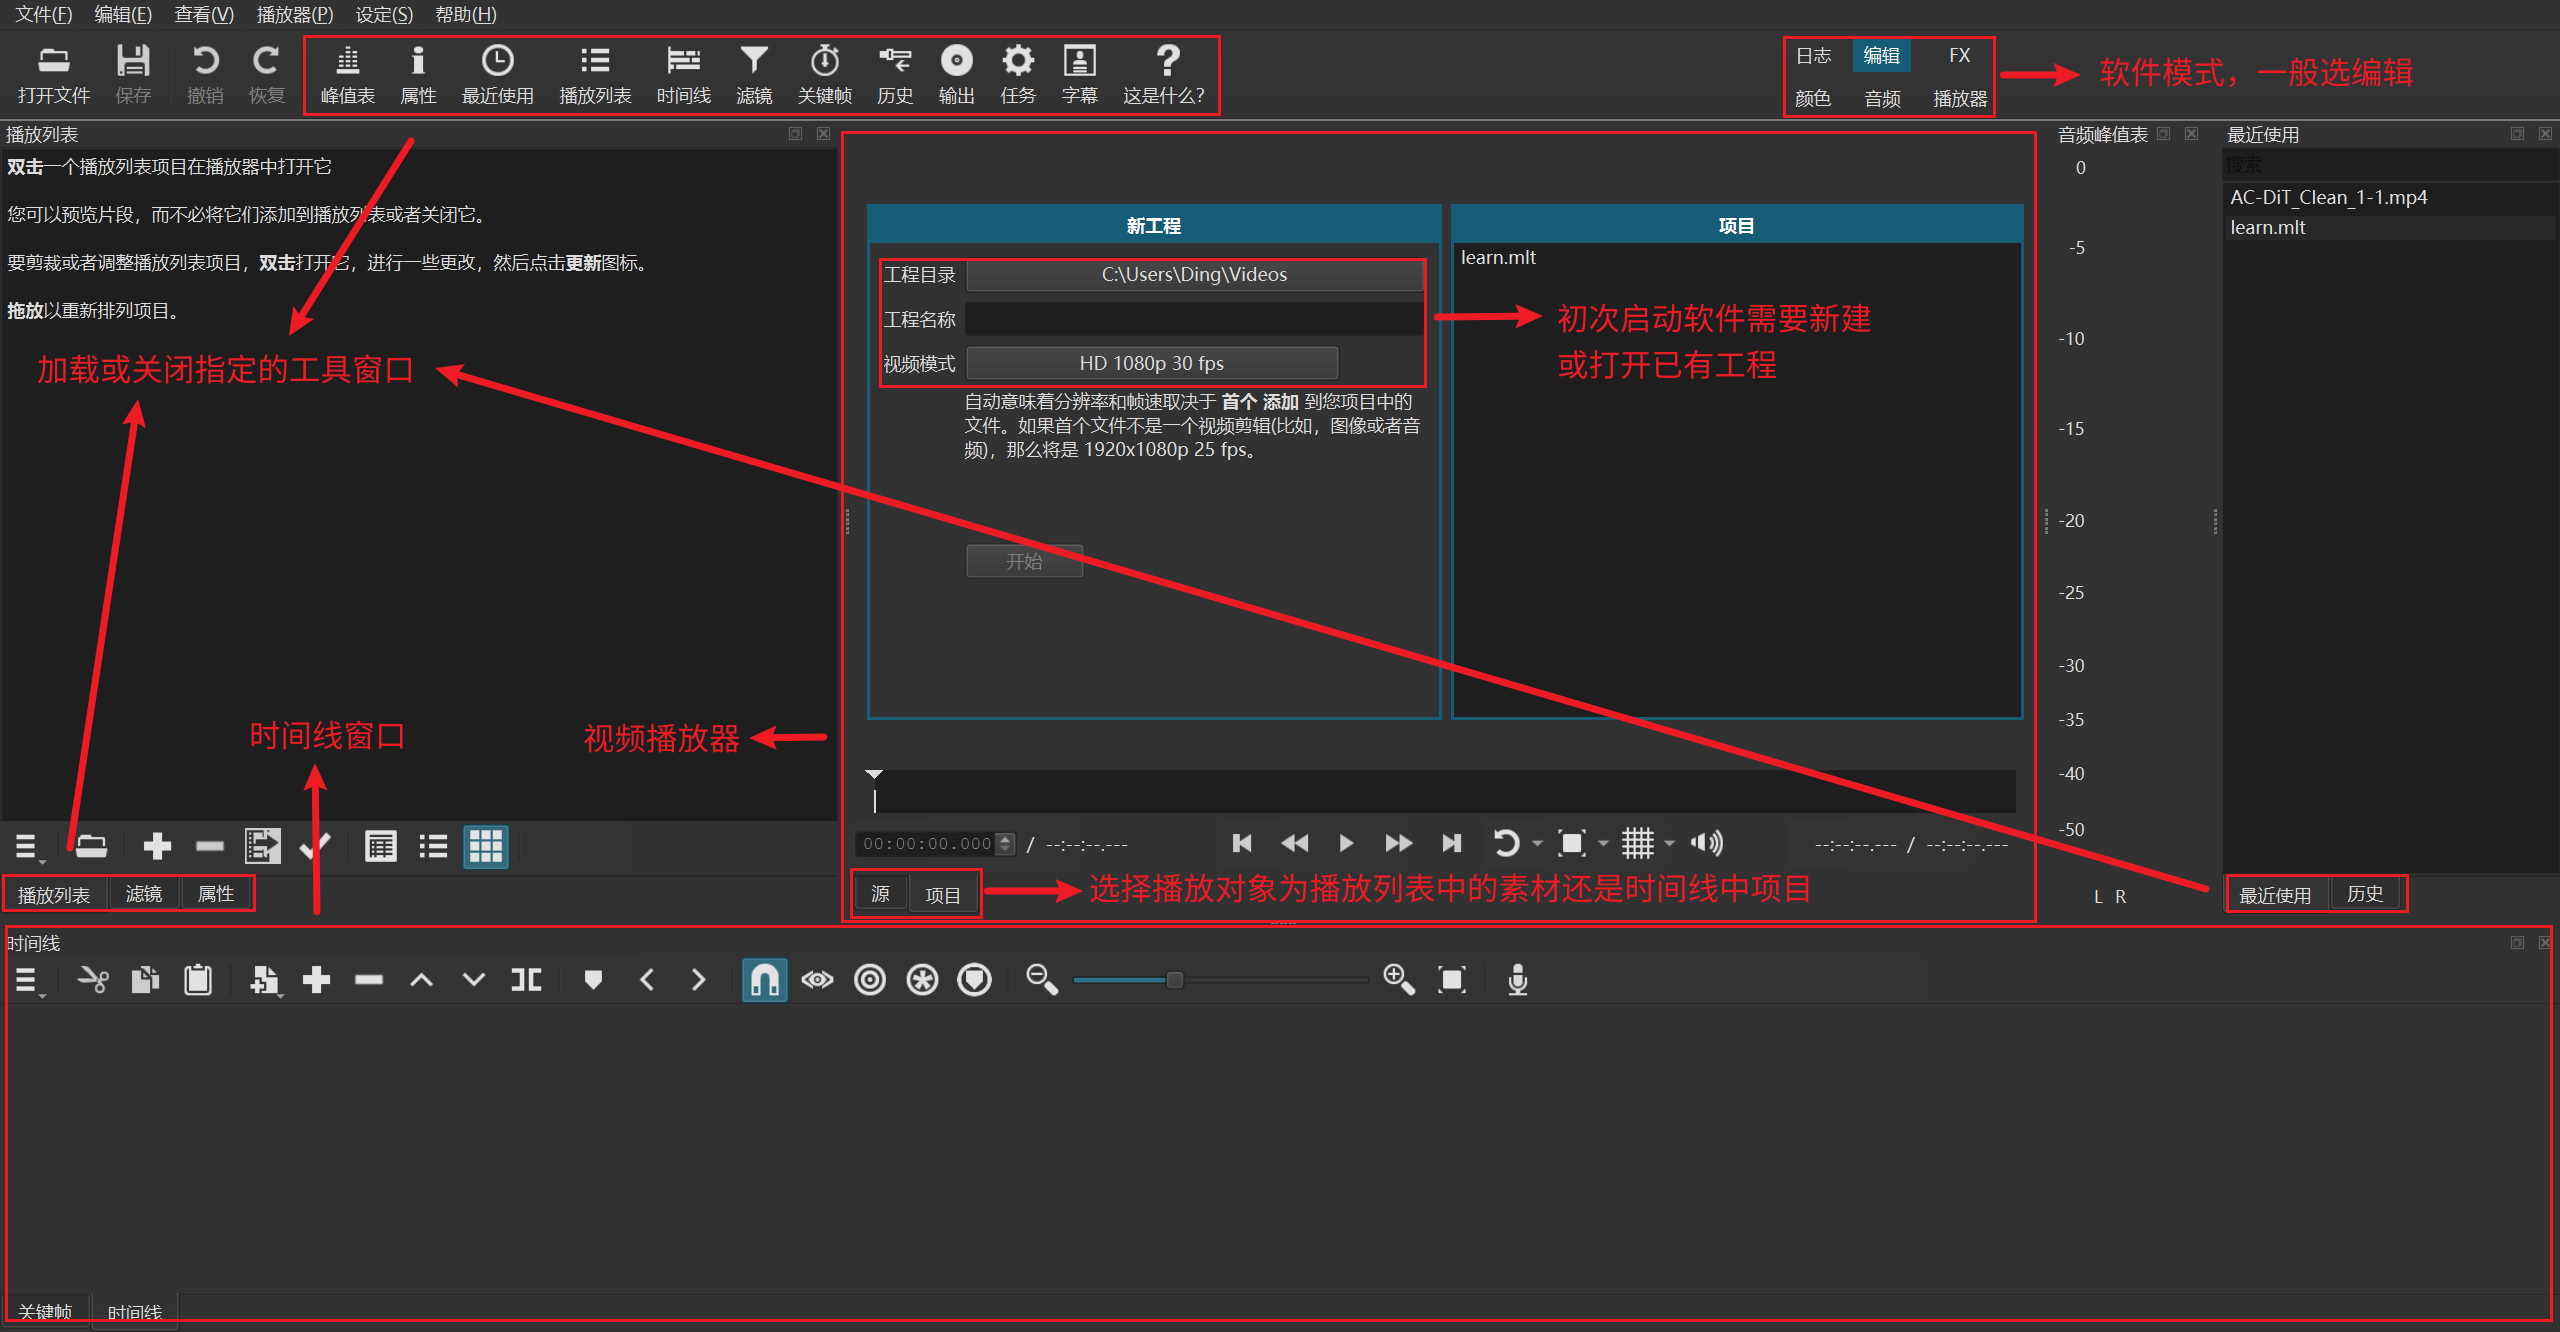 文件(F) 编辑(E) 查看(V) 播放器(P) 设定(S) 帮助(H)
打开文件 保存 撤销 恢复 峰值表 属性 最近使用 播放列表 时间线 滤镜 关键帧 历史 输出 任务 字幕 这是什么?
日志 编辑 FX
颜色 音频 播放器
软件模式，一般选编辑
播放列表
双击一个播放列表项目在播放器中打开它
您可以预览片段，而不必将它们添加到播放列表或者关闭它。
要剪裁或者调整播放列表项目，双击打开它，进行一些更改，然后点击更新图标。
拖放以重新排列项目。
加载或关闭指定的工具窗口
时间线窗口
视频播放器
播放列表 滤镜 属性
新工程
工程目录 C:\Users\Ding\Videos
工程名称
视频模式 HD 1080p 30 fps
自动意味着分辨率和帧速取决于 首个 添加 到您项目中的
文件。如果首个文件不是一个视频剪辑(比如，图像或者音
频)，那么将是 1920x1080p 25 fps。
开始
项目
learn.mlt
初次启动软件需要新建
或打开已有工程
00:00:00.000 / --:--:--.---
--:--:--.--- / --:--:--.---
源 项目
选择播放对象为播放列表中的素材还是时间线中项目
音频峰值表
0
-5
-10
-15
-20
-25
-30
-35
-40
-50
L R
最近使用
搜索
AC-DiT_Clean_1-1.mp4
learn.mlt
最近使用 历史
时间线
关键帧 时间线